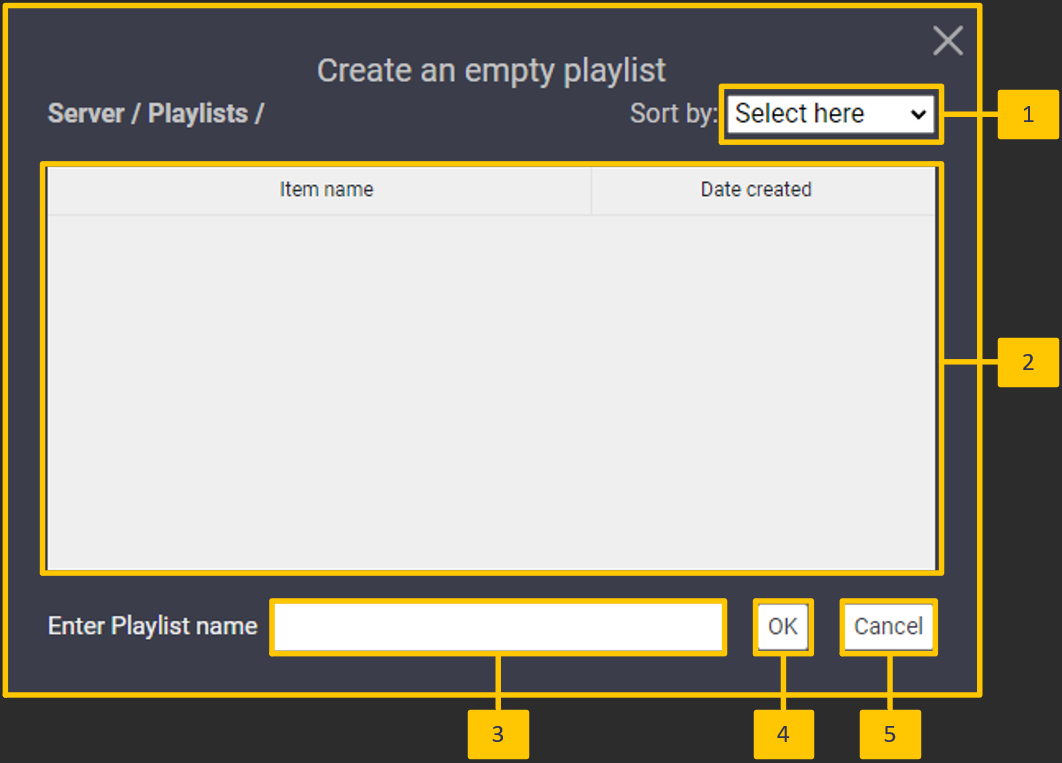 Create an empty playlist
Server / Playlists /
Sort by: Select here
1
Item name Date created
2
Enter Playlist name OK Cancel
3 4 5